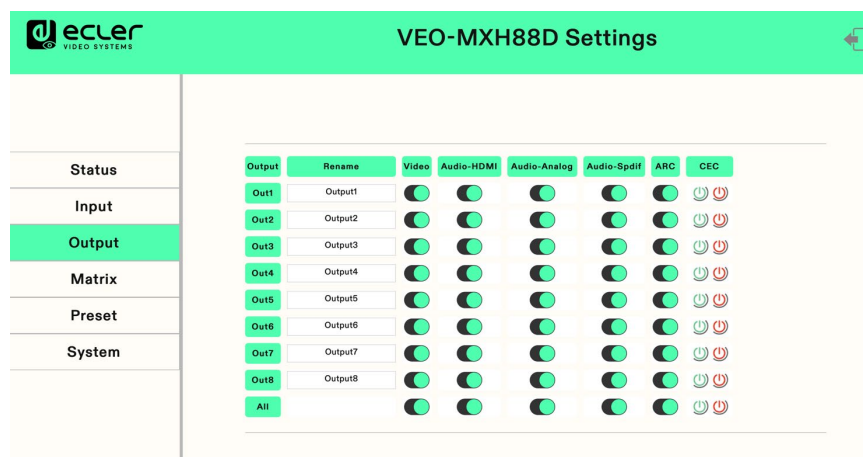 ecler
VIDEO SYSTEMS
VEO-MXH88D Settings
Status
Input
Output
Matrix
Preset
System
Output Rename Video Audio-HDMI Audio-Analog Audio-Spdif ARC CEC
Out1 Output1
Out2 Output2
Out3 Output3
Out4 Output4
Out5 Output5
Out6 Output6
Out7 Output7
Out8 Output8
All